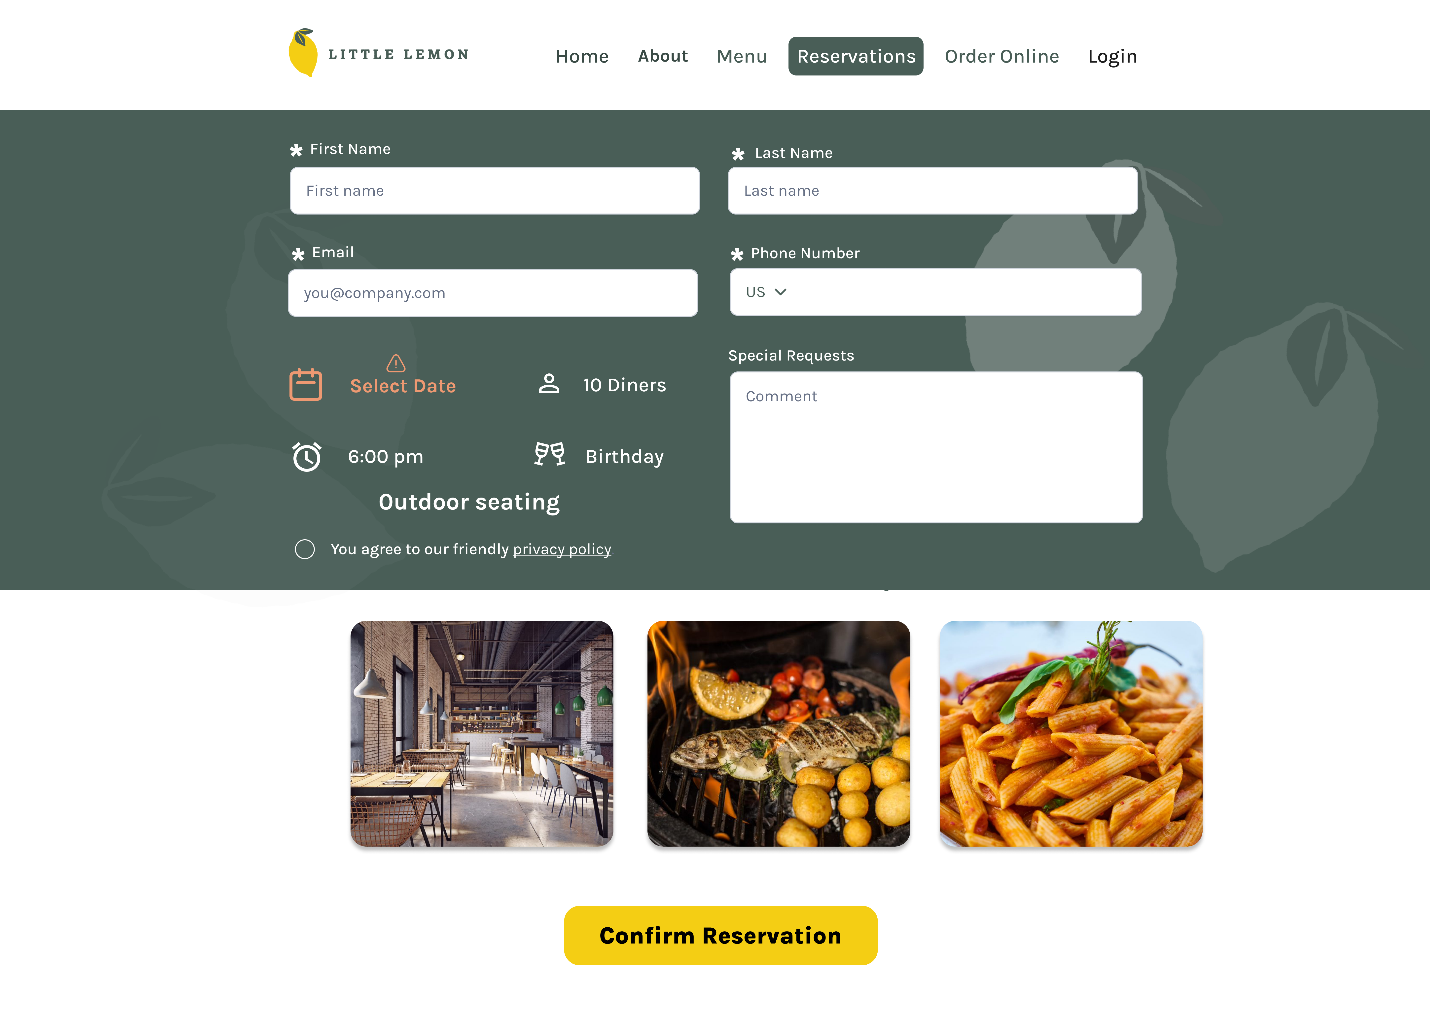 LITTLE LEMON
Home
About
Menu
Reservations
Order Online
Login
* First Name
* Last Name
First name
Last name
* Email
* Phone Number
you@company.com
US
Special Requests
Select Date
10 Diners
Comment
6:00 pm
Birthday
Outdoor seating
You agree to our friendly privacy policy
Confirm Reservation